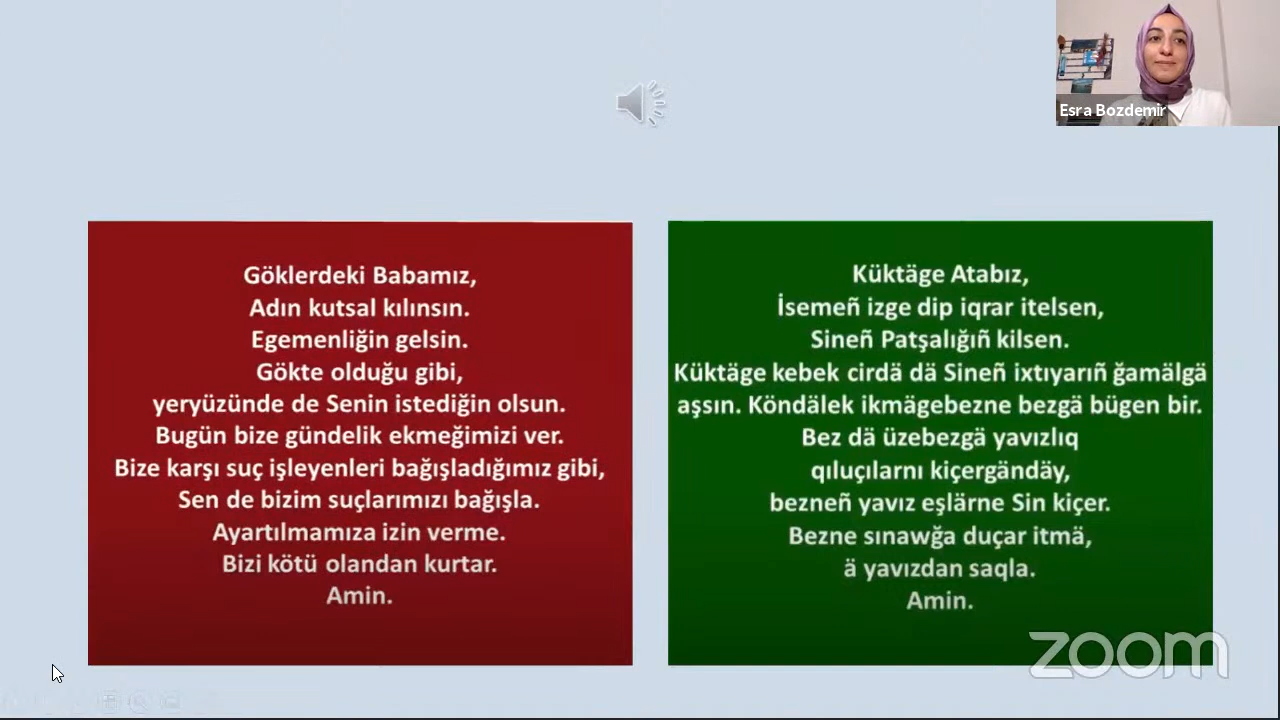 Esra Bozdemir
Göklerdeki Babamız,
Adın kutsal kılınsın.
Egemenliğin gelsin.
Gökte olduğu gibi,
yeryüzünde de Senin istediğin olsun.
Bugün bize gündelik ekmeğimizi ver.
Bize karşı suç işleyenleri bağışladığımız gibi,
Sen de bizim suçlarımızı bağışla.
Ayartılmamıza izin verme.
Bizi kötü olandan kurtar.
Amin.
Küktäge Atabız,
İsemeñ izge dip iqrar itelsen,
Sineñ Patşalığıñ kilsen.
Küktäge kebek cirdä dä Sineñ ixtıyarıñ ğamälgä
aşsın. Köndälek ikmägebezne bezgä bügen bir.
Bez dä üzebezgä yavızlıq
qıluçılarnı kiçergändäy,
bezneñ yavız eşlärne Sin kiçer.
Bezne sınawğa duçar itmä,
ä yavızdan saqla.
Amin.
zoom